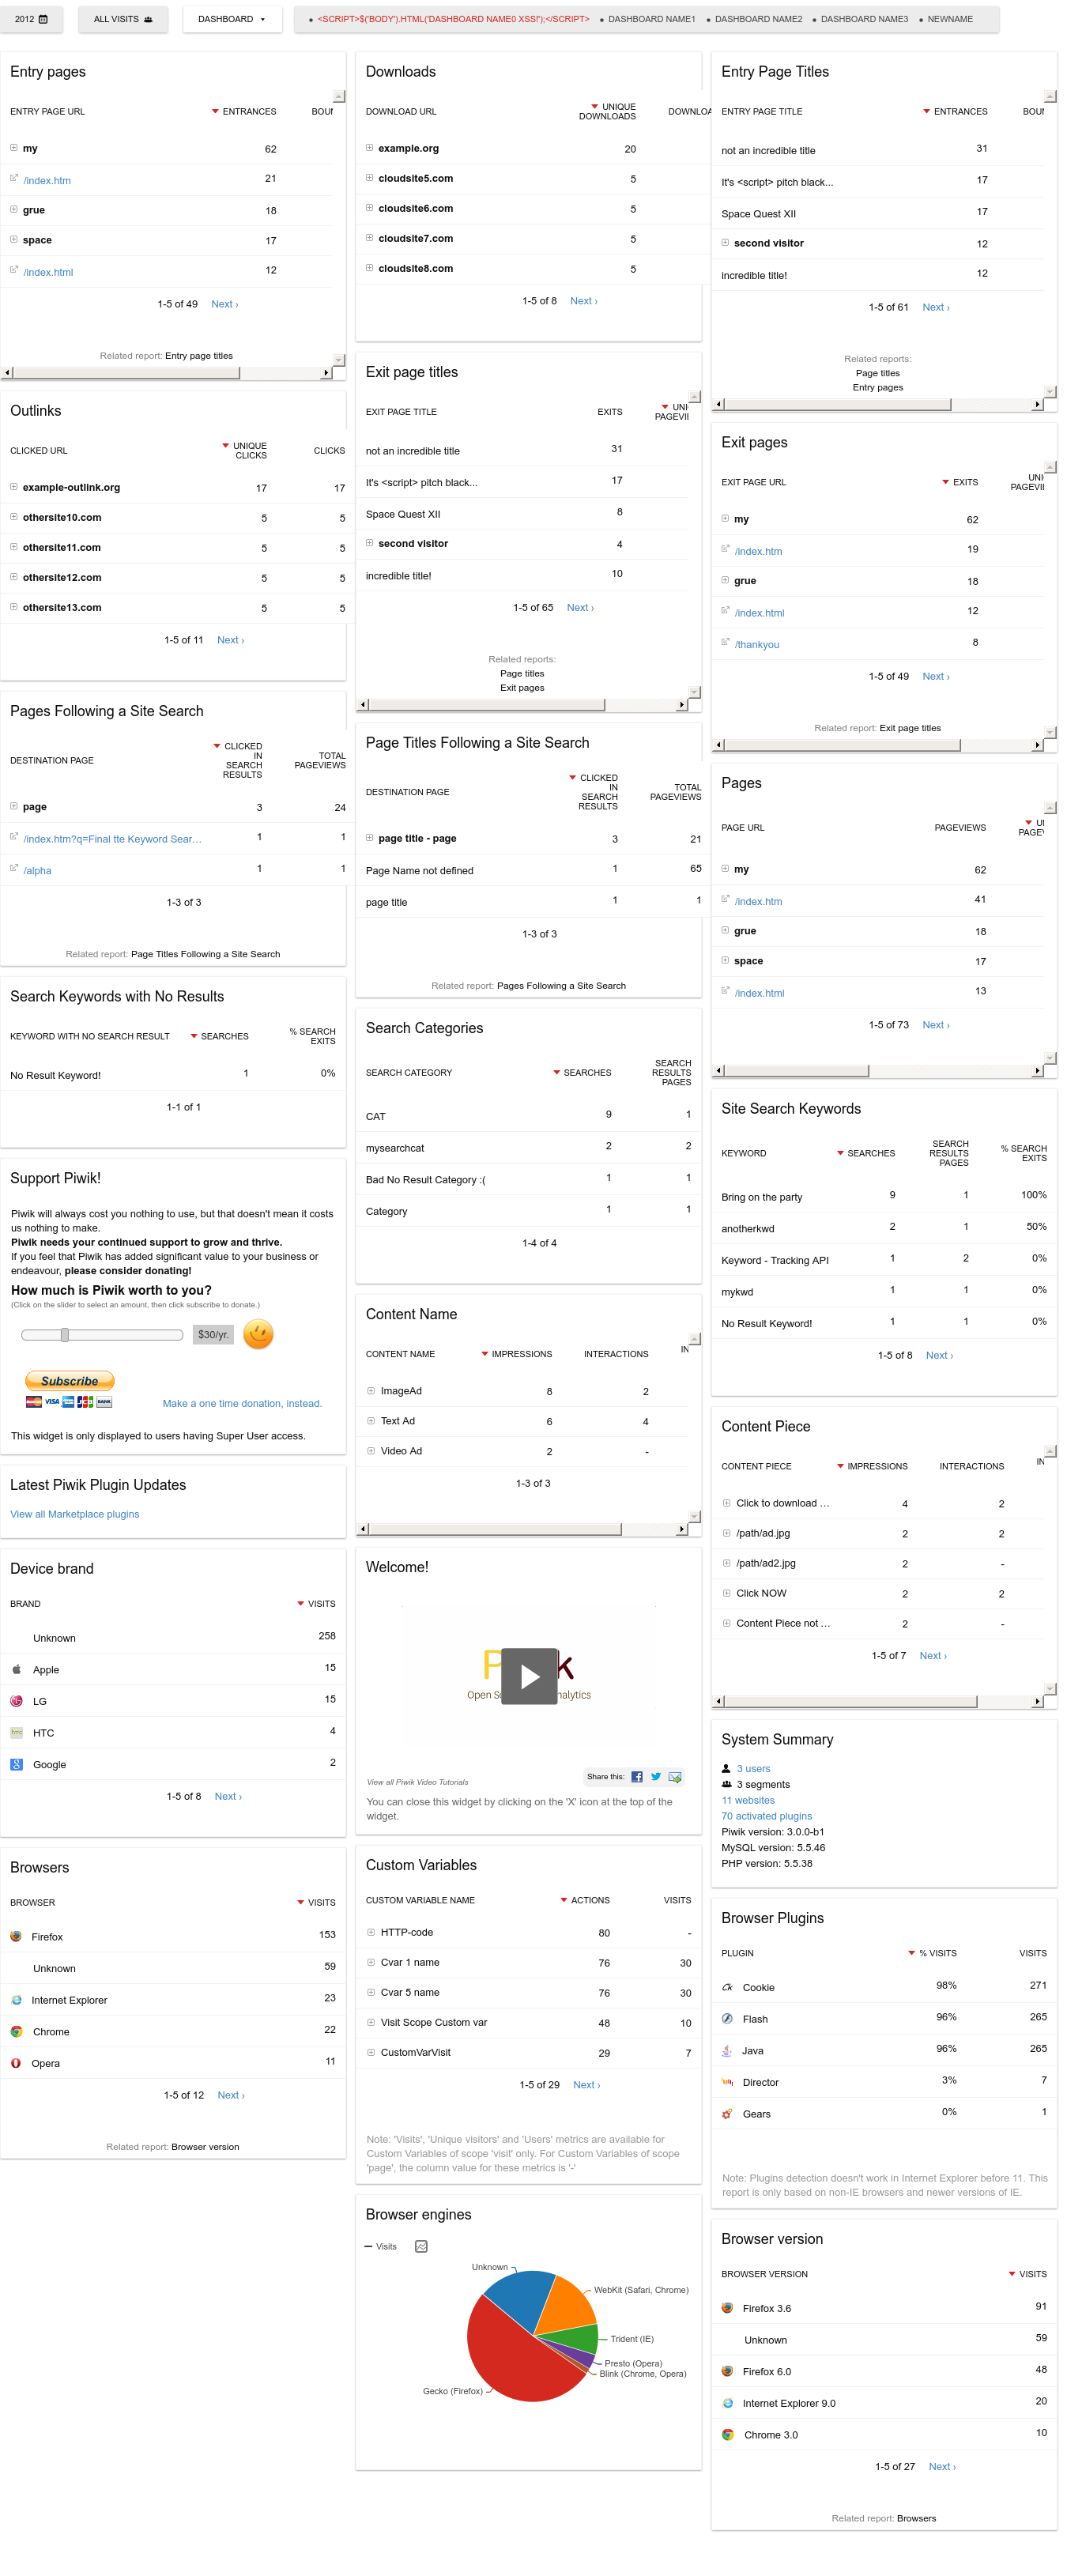 2012 ALL VISITS DASHBOARD <SCRIPT>$('BODY').HTML('DASHBOARD NAME0 XSS!');</SCRIPT> DASHBOARD NAME1 DASHBOARD NAME2 DASHBOARD NAME3 NEWNAME
Entry pages
ENTRY PAGE URL ENTRANCES
my 62
/index.htm 21
grue 18
space 17
/index.html 12
1-5 of 49 Next ›
Related report: Entry page titles
Outlinks
CLICKED URL UNIQUE CLICKS CLICKS
example-outlink.org 17 17
othersite10.com 5 5
othersite11.com 5 5
othersite12.com 5 5
othersite13.com 5 5
1-5 of 11 Next ›
Pages Following a Site Search
DESTINATION PAGE CLICKED IN SEARCH RESULTS TOTAL PAGEVIEWS
page 3 24
/index.htm?q=Final tte Keyword Sear... 1 1
/alpha 1 1
1-3 of 3
Related report: Page Titles Following a Site Search
Search Keywords with No Results
KEYWORD WITH NO SEARCH RESULT SEARCHES % SEARCH EXITS
No Result Keyword! 1 0%
1-1 of 1
Support Piwik!
Piwik will always cost you nothing to use, but that doesn't mean it costs
us nothing to make.
Piwik needs your continued support to grow and thrive.
If you feel that Piwik has added significant value to your business or
endeavour, please consider donating!
How much is Piwik worth to you?
(Click on the slider to select an amount, then click subscribe to donate.)
$30/yr.
Subscribe
VISA BANK
Make a one time donation, instead.
This widget is only displayed to users having Super User access.
Latest Piwik Plugin Updates
View all Marketplace plugins
Device brand
BRAND VISITS
Unknown 258
Apple 15
LG 15
HTC 4
Google 2
1-5 of 8 Next ›
Browsers
BROWSER VISITS
Firefox 153
Unknown 59
Internet Explorer 23
Chrome 22
Opera 11
1-5 of 12 Next ›
Related report: Browser version
Downloads
DOWNLOAD URL UNIQUE DOWNLOADS DOWNLOA
example.org 20
cloudsite5.com 5
cloudsite6.com 5
cloudsite7.com 5
cloudsite8.com 5
1-5 of 8 Next ›
Exit page titles
EXIT PAGE TITLE EXITS
not an incredible title 31
It's <script> pitch black... 17
Space Quest XII 8
second visitor 4
incredible title! 10
1-5 of 65 Next ›
Related reports:
Page titles
Exit pages
Page Titles Following a Site Search
DESTINATION PAGE CLICKED IN SEARCH RESULTS TOTAL PAGEVIEWS
page title - page 3 21
Page Name not defined 1 65
page title 1 1
1-3 of 3
Related report: Pages Following a Site Search
Search Categories
SEARCH CATEGORY SEARCHES SEARCH RESULTS PAGES
CAT 9 1
mysearchcat 2 2
Bad No Result Category :( 1 1
Category 1 1
1-4 of 4
Content Name
CONTENT NAME IMPRESSIONS INTERACTIONS IN
ImageAd 8 2
Text Ad 6 4
Video Ad 2 -
1-3 of 3
Welcome!
View all Piwik Video Tutorials
Share this:
You can close this widget by clicking on the 'X' icon at the top of the
widget.
Custom Variables
CUSTOM VARIABLE NAME ACTIONS VISITS
HTTP-code 80 -
Cvar 1 name 76 30
Cvar 5 name 76 30
Visit Scope Custom var 48 10
CustomVarVisit 29 7
1-5 of 29 Next ›
Note: 'Visits', 'Unique visitors' and 'Users' metrics are available for
Custom Variables of scope 'visit' only. For Custom Variables of scope
'page', the column value for these metrics is '-'
Browser engines
Visits
Unknown
WebKit (Safari, Chrome)
Trident (IE)
Presto (Opera)
Blink (Chrome, Opera)
Gecko (Firefox)
Entry Page Titles
ENTRY PAGE TITLE ENTRANCES
not an incredible title 31
It's <script> pitch black... 17
Space Quest XII 17
second visitor 12
incredible title! 12
1-5 of 61 Next ›
Related reports:
Page titles
Entry pages
Exit pages
EXIT PAGE URL EXITS
my 62
/index.htm 19
grue 18
/index.html 12
/thankyou 8
1-5 of 49 Next ›
Related report: Exit page titles
Pages
PAGE URL PAGEVIEWS
my 62
/index.htm 41
grue 18
space 17
/index.html 13
1-5 of 73 Next ›
Site Search Keywords
KEYWORD SEARCHES SEARCH RESULTS PAGES % SEARCH EXITS
Bring on the party 9 1 100%
anotherkwd 2 1 50%
Keyword - Tracking API 1 2 0%
mykwd 1 1 0%
No Result Keyword! 1 1 0%
1-5 of 8 Next ›
Content Piece
CONTENT PIECE IMPRESSIONS INTERACTIONS IN
Click to download ... 4 2
/path/ad.jpg 2 2
/path/ad2.jpg 2 -
Click NOW 2 2
Content Piece not ... 2 -
1-5 of 7 Next ›
System Summary
3 users
3 segments
11 websites
70 activated plugins
Piwik version: 3.0.0-b1
MySQL version: 5.5.46
PHP version: 5.5.38
Browser Plugins
PLUGIN % VISITS VISITS
Cookie 98% 271
Flash 96% 265
Java 96% 265
Director 3% 7
Gears 0% 1
Note: Plugins detection doesn't work in Internet Explorer before 11. This
report is only based on non-IE browsers and newer versions of IE.
Browser version
BROWSER VERSION VISITS
Firefox 3.6 91
Unknown 59
Firefox 6.0 48
Internet Explorer 9.0 20
Chrome 3.0 10
1-5 of 27 Next ›
Related report: Browsers